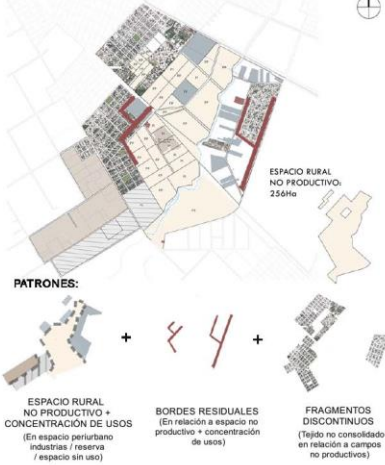 ESPACIO RURAL
NO PRODUCTIVO:
256Ha
PATRONES:
+
+
ESPACIO RURAL
NO PRODUCTIVO +
CONCENTRACIÓN DE USOS
(En espacio periurbano
industrias / reserva
/ espacio sin uso)
BORDES RESIDUALES
(En relación a espacio no
productivo + concentración
de usos)
FRAGMENTOS
DISCONTINUOS
(Tejido no consolidado
en relación a campos
no productivos)